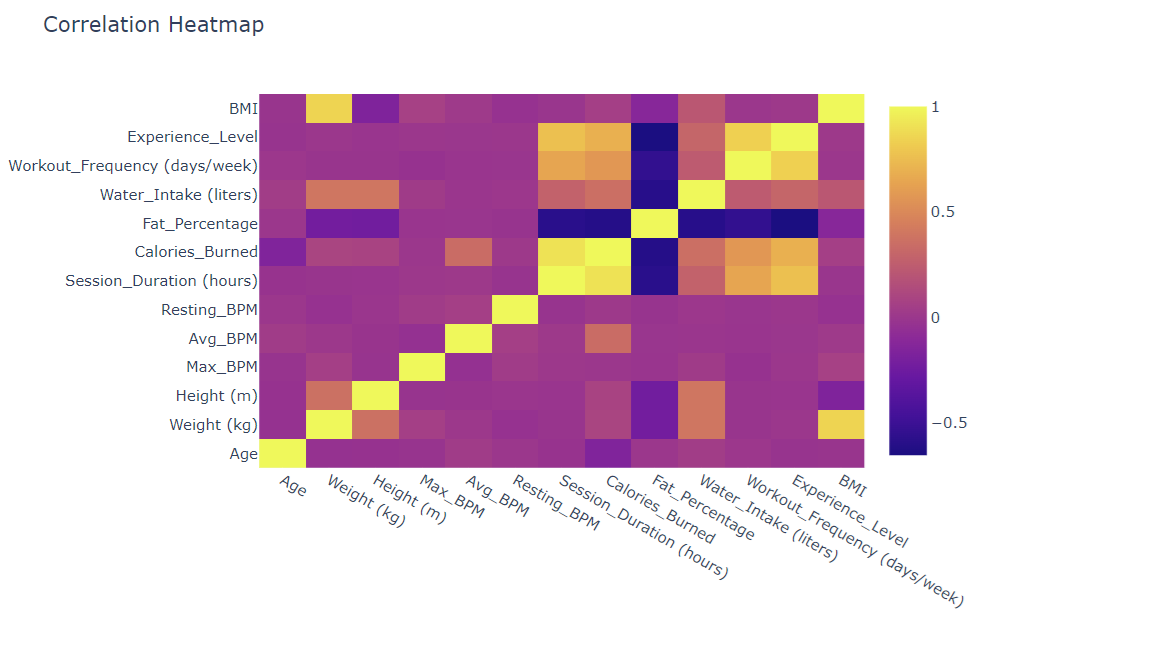 Correlation Heatmap
BMI
Experience_Level
Workout_Frequency (days/week)
Water_Intake (liters)
Fat_Percentage
Calories_Burned
Session_Duration (hours)
Resting_BPM
Avg_BPM
Max_BPM
Height (m)
Weight (kg)
Age
Age
Weight (kg)
Height (m)
Max_BPM
Avg_BPM
Resting_BPM
Session_Duration (hours)
Calories_Burned
Fat_Percentage
Water_Intake (liters)
Workout_Frequency (days/week)
Experience_Level
BMI
1
0.5
0
−0.5